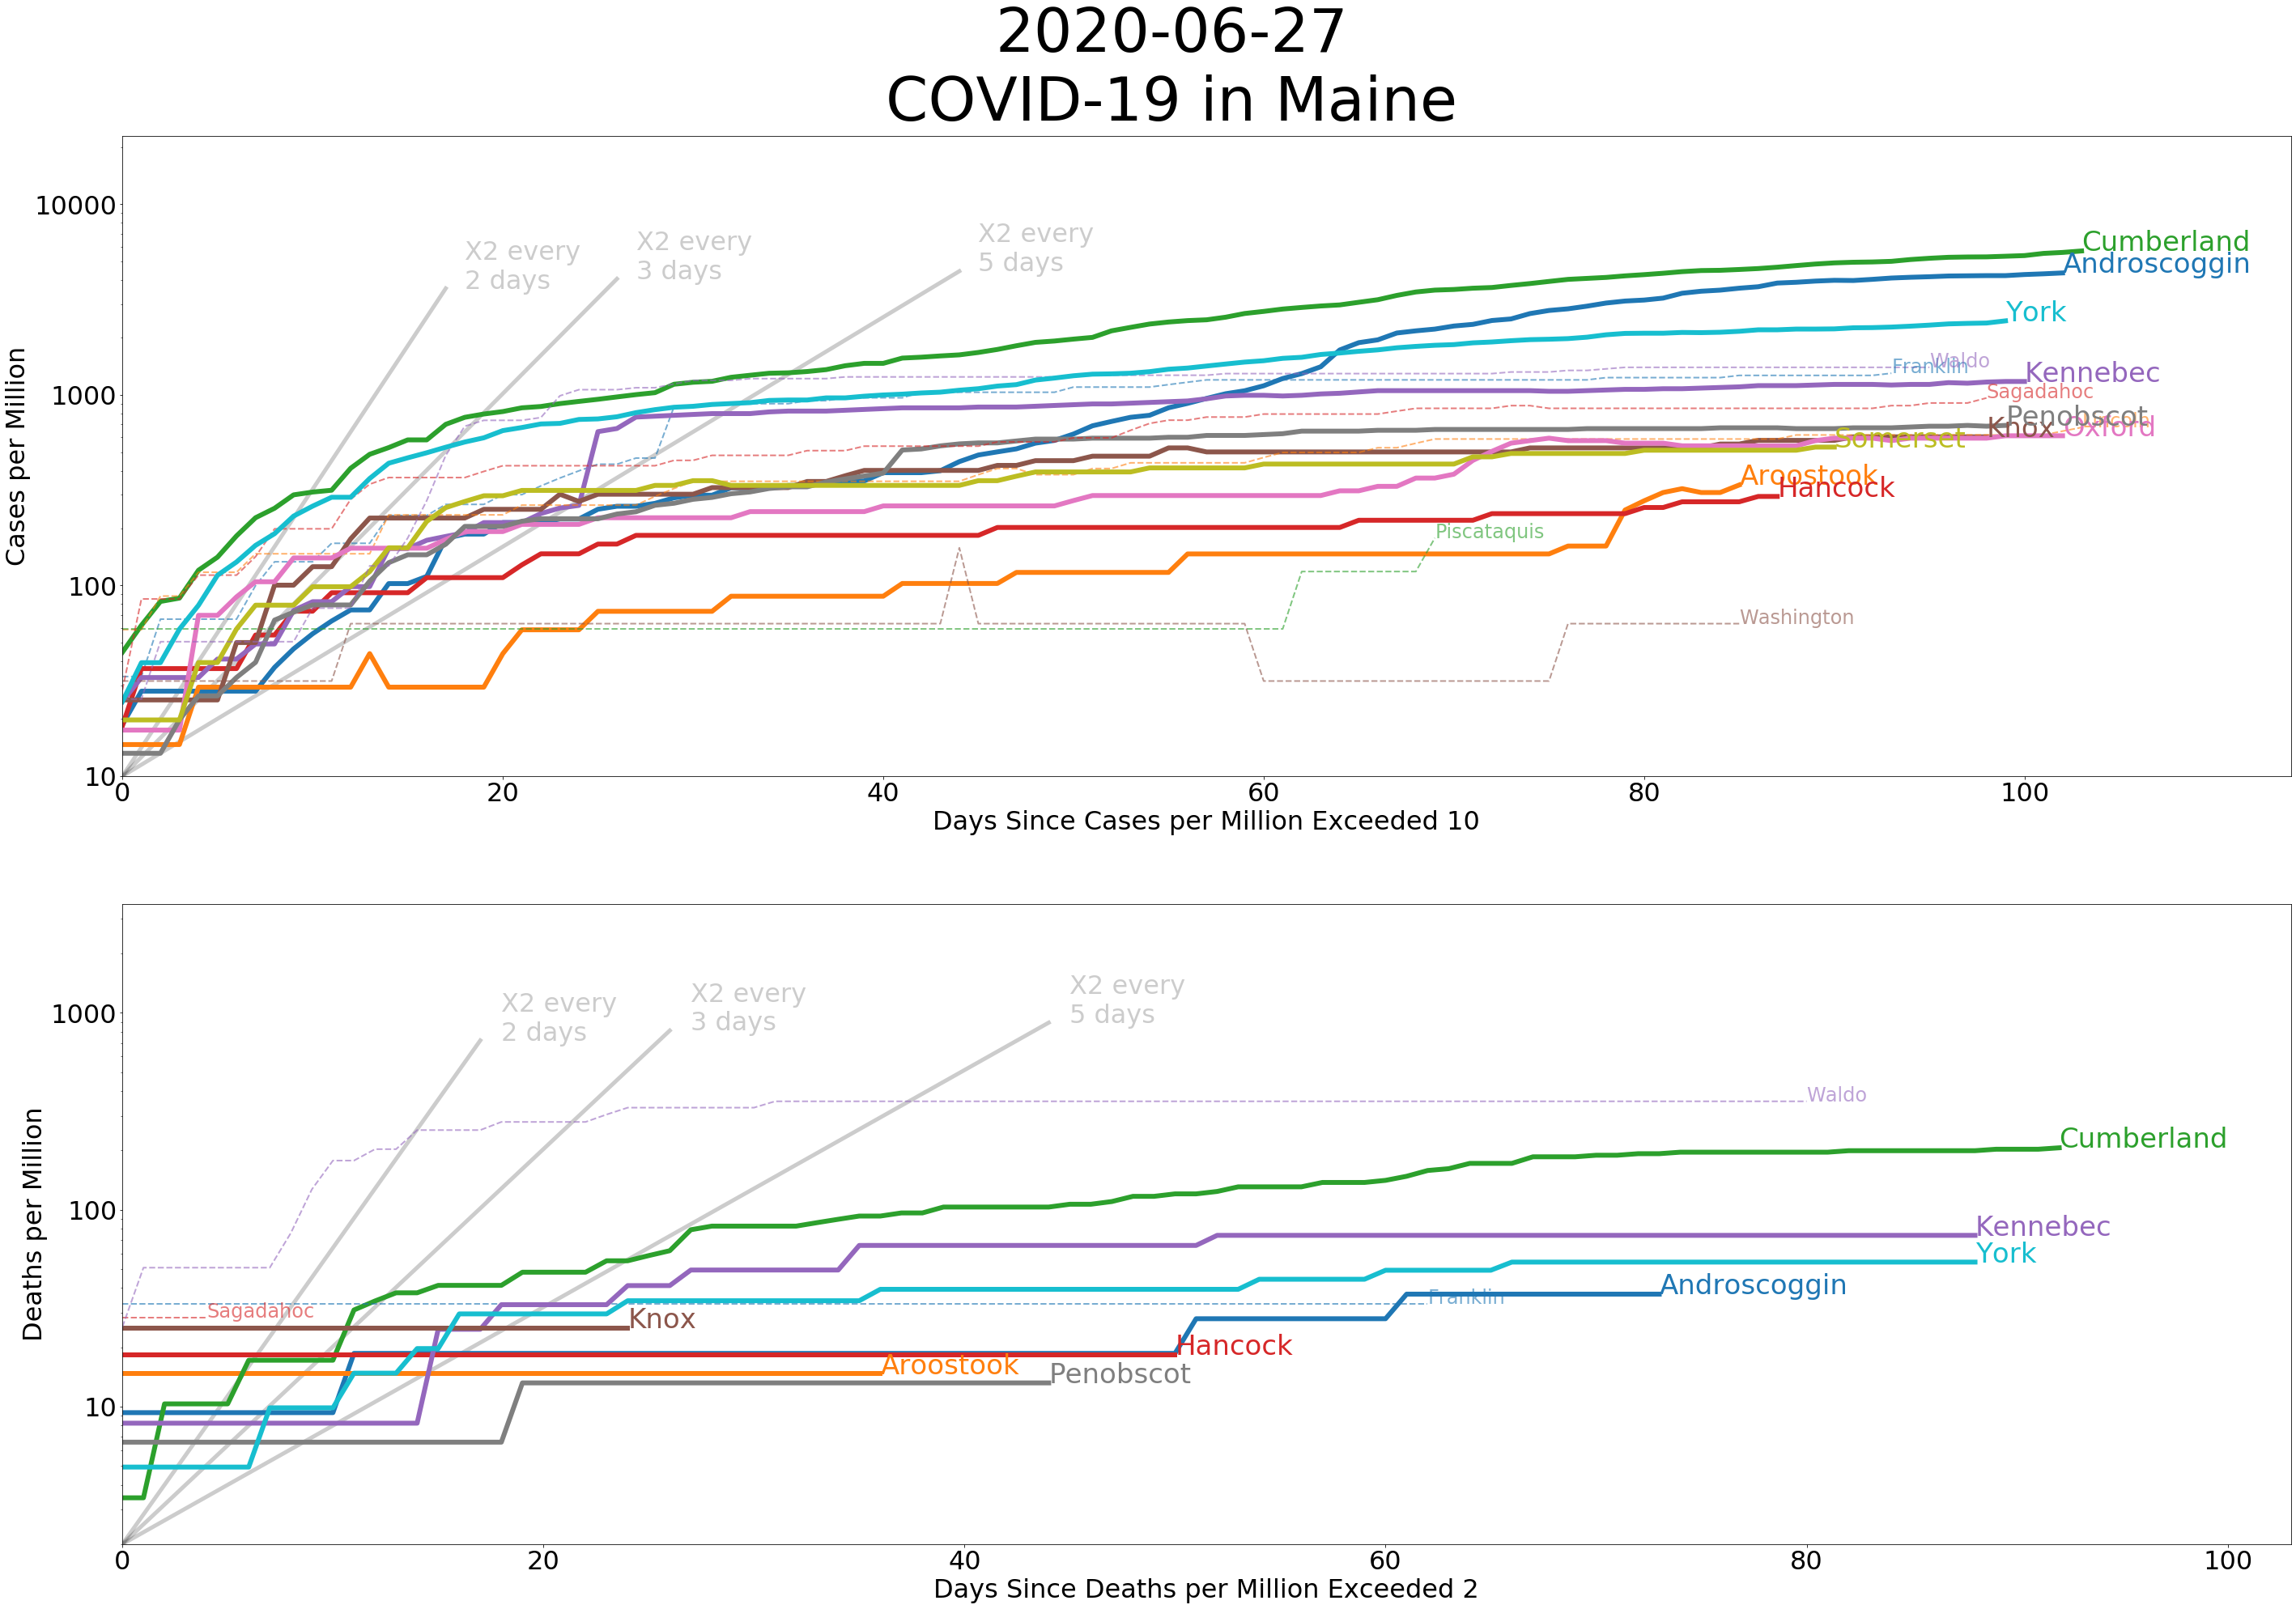 2020-06-27
COVID-19 in Maine
Cases per Million
10000
1000
100
10
X2 every
2 days
X2 every
3 days
X2 every
5 days
Cumberland
Androscoggin
York
Waldo
Franklin
Kennebec
Sagadahoc
Penobscot
Knox
Oxford
Somerset
Aroostook
Hancock
Piscataquis
Washington
0
20
40
60
80
100
Days Since Cases per Million Exceeded 10
Deaths per Million
1000
100
10
X2 every
2 days
X2 every
3 days
X2 every
5 days
Waldo
Cumberland
Kennebec
York
Androscoggin
Franklin
Sagadahoc
Knox
Hancock
Aroostook
Penobscot
0
20
40
60
80
100
Days Since Deaths per Million Exceeded 2